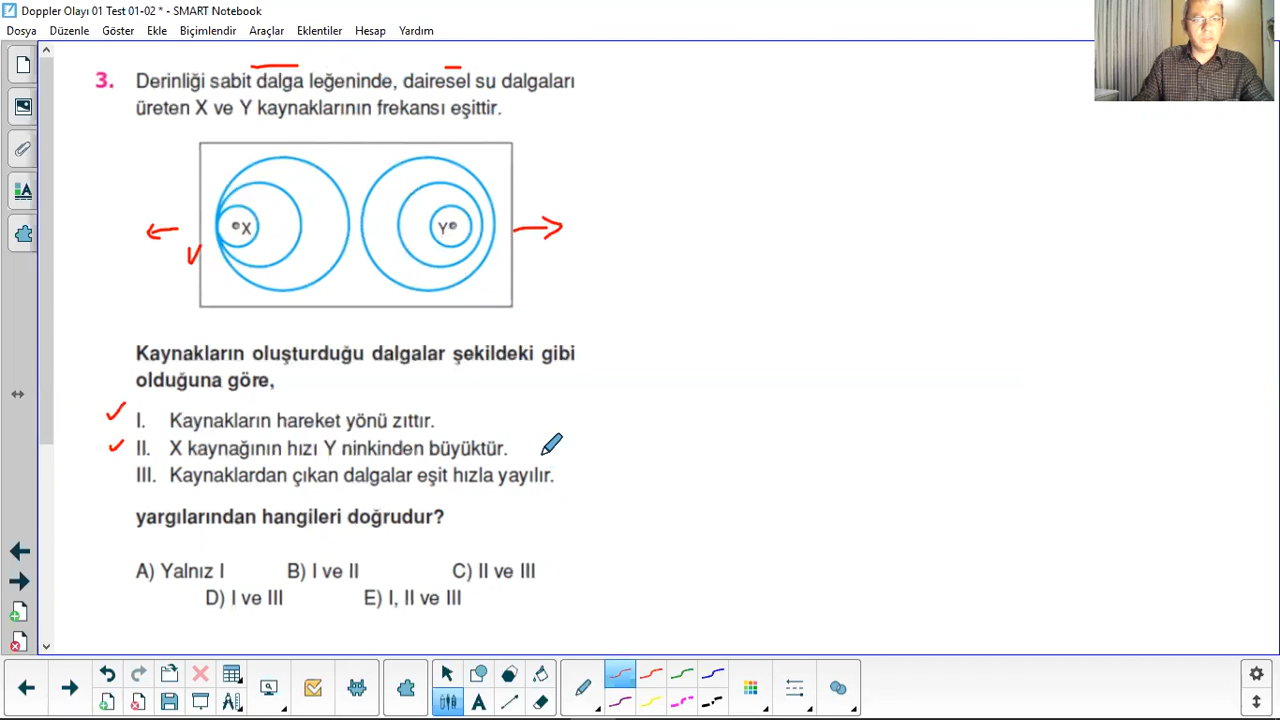 Doppler Olayı 01 Test 01-02 * - SMART Notebook
Dosya Düzenle Göster Ekle Biçimlendir Araçlar Eklentiler Hesap Yardım
3. Derinliği sabit dalga leğeninde, dairesel su dalgaları
üreten X ve Y kaynaklarının frekansı eşittir.
X Y
Kaynakların oluşturduğu dalgalar şekildeki gibi
olduğuna göre,
I. Kaynakların hareket yönü zıttır.
II. X kaynağının hızı Y ninkinden büyüktür.
III. Kaynaklardan çıkan dalgalar eşit hızla yayılır.
yargılarından hangileri doğrudur?
A) Yalnız I B) I ve II C) II ve III
D) I ve III E) I, II ve III